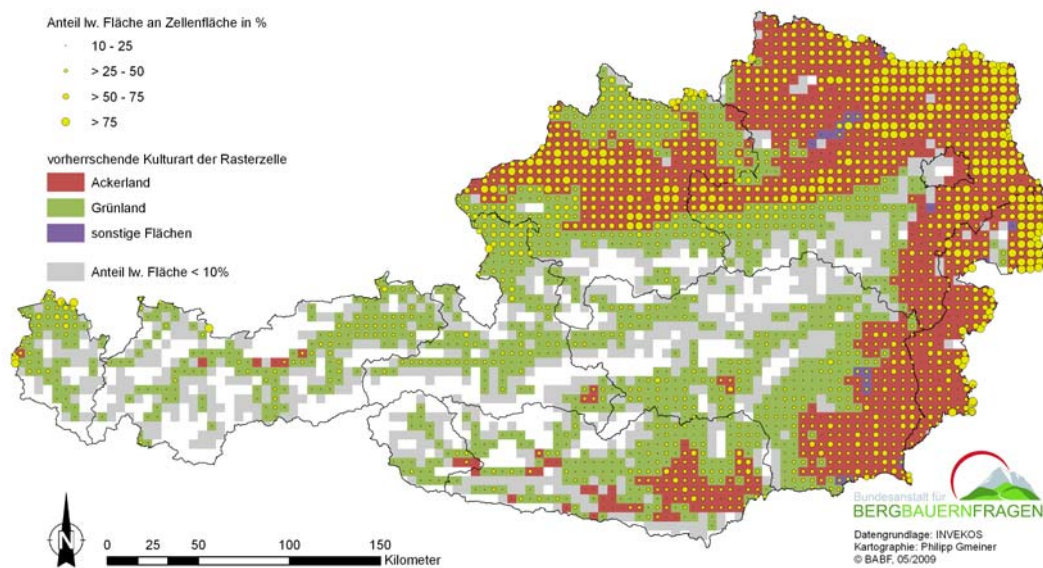 Anteil lw. Fläche an Zellenfläche in %
10 - 25
> 25 - 50
> 50 - 75
> 75
vorherrschende Kulturart der Rasterzelle
Ackerland
Grünland
sonstige Flächen
Anteil lw. Fläche < 10%
N
0 25 50 100 150
Kilometer
Bundesanstalt für
BERGBAUERNFRAGEN
Datengrundlage: INVEKOS
Kartographie: Philipp Gmeiner
© BABF, 05/2009